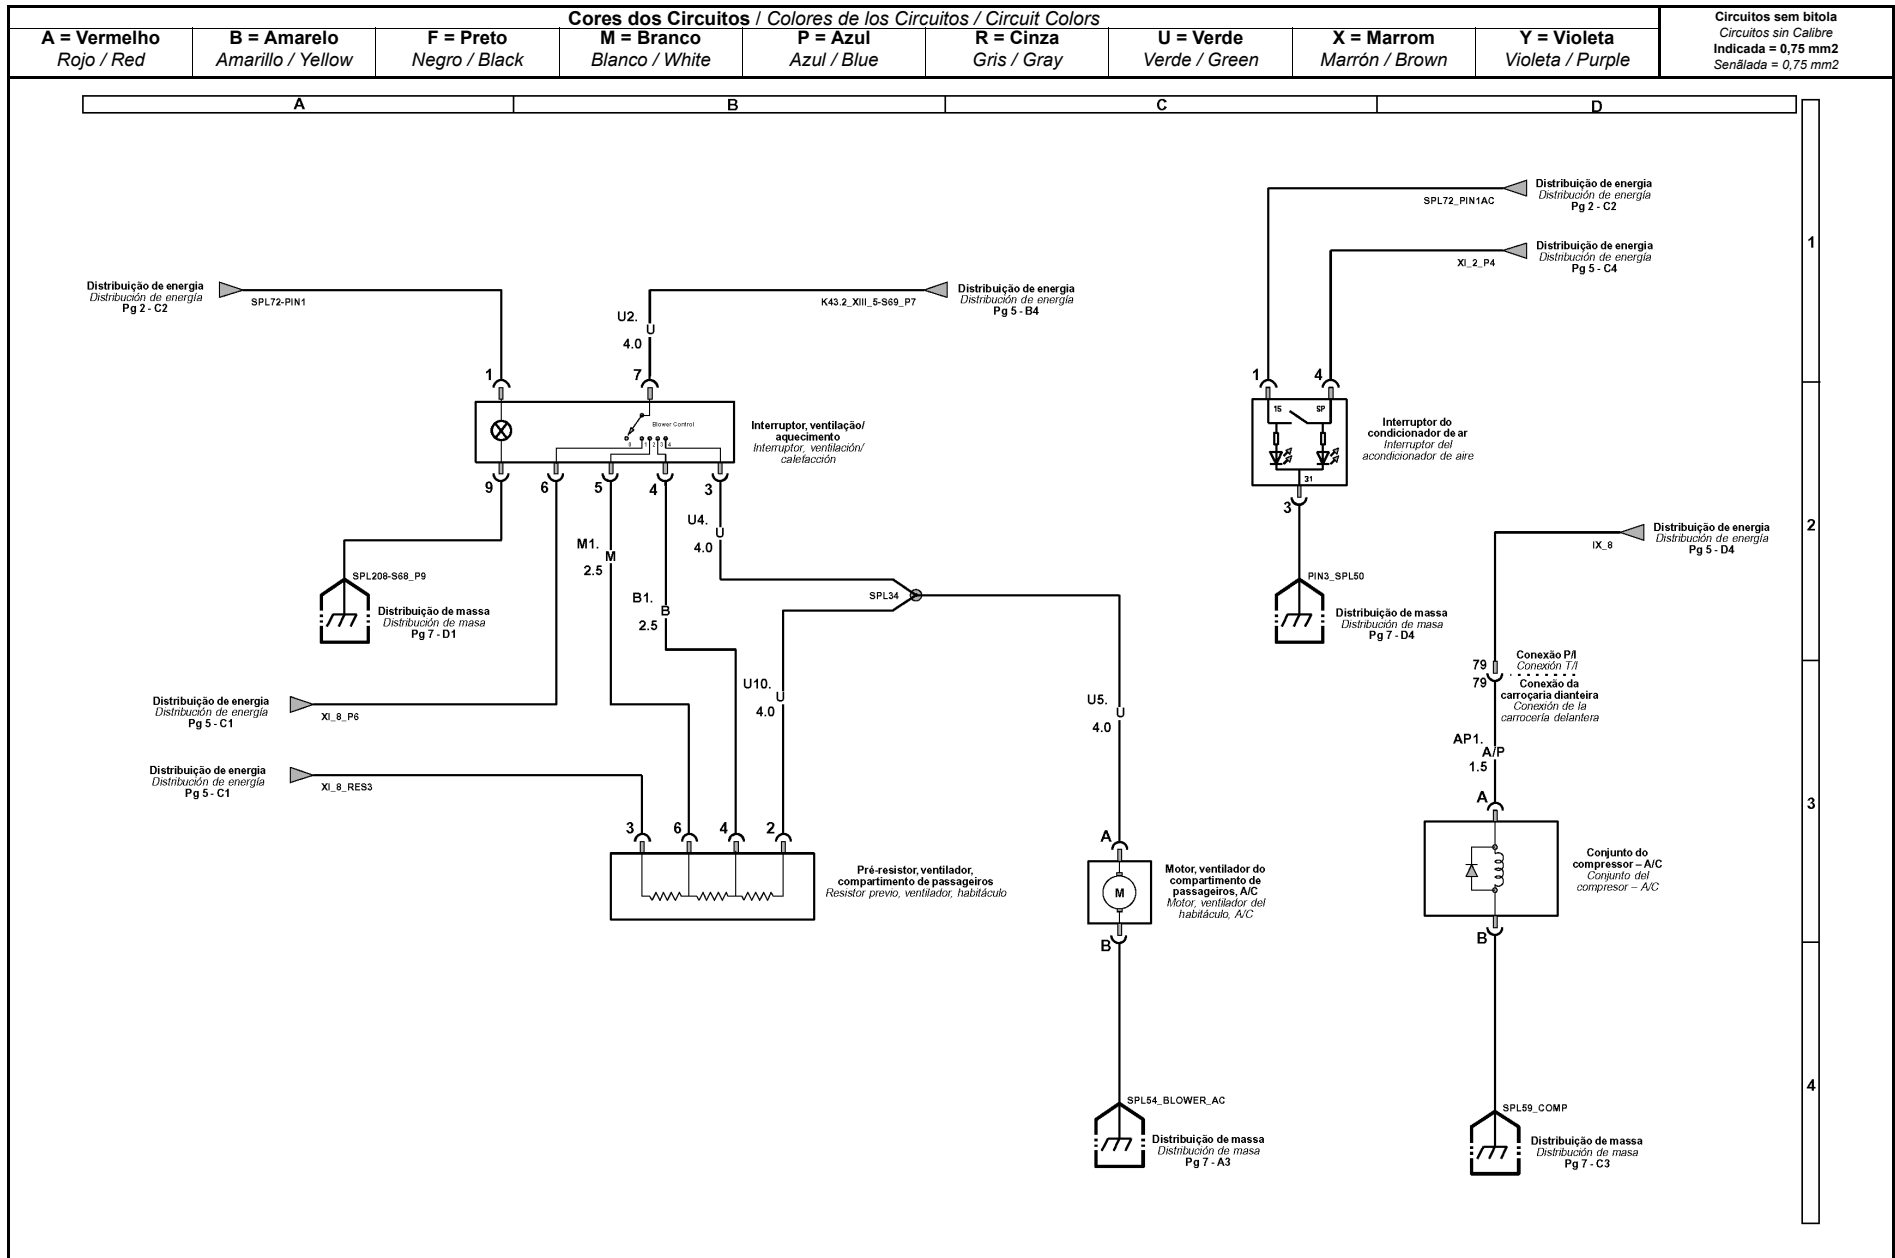 Cores dos Circuitos / Colores de los Circuitos / Circuit Colors
A = Vermelho
Rojo / Red
B = Amarelo
Amarillo / Yellow
F = Preto
Negro / Black
M = Branco
Blanco / White
P = Azul
Azul / Blue
R = Cinza
Gris / Gray
U = Verde
Verde / Green
X = Marrom
Marrón / Brown
Y = Violeta
Violeta / Purple
Circuitos sem bitola
Circuitos sin Calibre
Indicada = 0,75 mm2
Senãlada = 0,75 mm2
A
B
C
D
1
2
3
4
Distribuição de energia
Distribución de energía
Pg 2 - C2
SPL72-PIN1
Distribuição de energia
Distribución de energía
Pg 5 - B4
K43.2_XIII_5-S69_P7
U2.
U
4.0
Distribuição de energia
Distribución de energía
Pg 2 - C2
SPL72_PIN1AC
Distribuição de energia
Distribución de energía
Pg 5 - C4
XI_2_P4
1
7
Blower Control
0
1
2
3
4
Interruptor, ventilação/
aquecimento
Interruptor, ventilación/
calefacción
9
6
5
4
3
1
4
15
SP
31
Interruptor do
condicionador de ar
Interruptor del
acondicionador de aire
3
PIN3_SPL50
Distribuição de massa
Distribución de masa
Pg 7 - D4
SPL208-S68_P9
Distribuição de massa
Distribución de masa
Pg 7 - D1
M1.
M
2.5
B1.
B
2.5
U4.
U
4.0
SPL34
U10.
U
4.0
U5.
U
4.0
Distribuição de energia
Distribución de energía
Pg 5 - D4
IX_8
79
79
Conexão P/I
Conexión T/I
Conexão da
carroçaria dianteira
Conexión de la
carrocería delantera
AP1.
A/P
1.5
Distribuição de energia
Distribución de energía
Pg 5 - C1
XI_8_P6
Distribuição de energia
Distribución de energía
Pg 5 - C1
XI_8_RES3
3
6
4
2
Pré-resistor, ventilador,
compartimento de passageiros
Resistor previo, ventilador, habitáculo
A
M
B
Motor, ventilador do
compartimento de
passageiros, A/C
Motor, ventilador del
habitáculo, A/C
A
B
Conjunto do
compressor – A/C
Conjunto del
compresor – A/C
SPL54_BLOWER_AC
Distribuição de massa
Distribución de masa
Pg 7 - A3
SPL59_COMP
Distribuição de massa
Distribución de masa
Pg 7 - C3